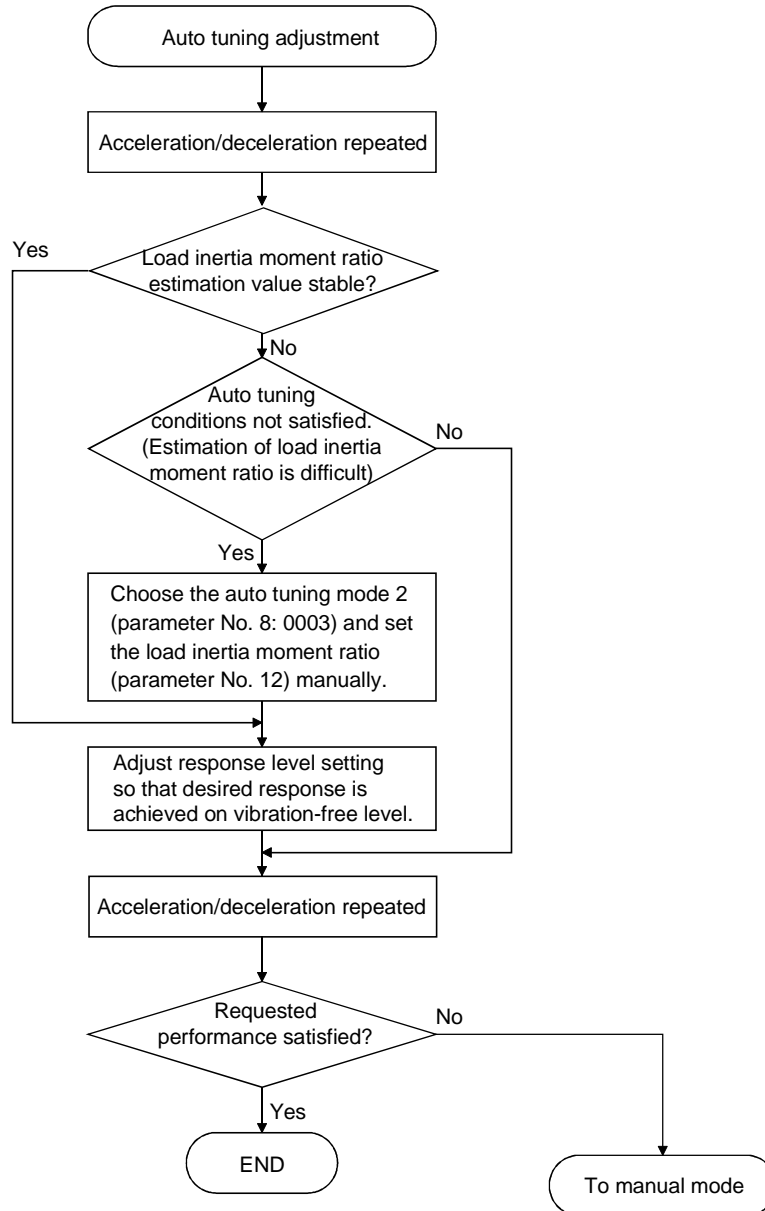 Auto tuning adjustment
Acceleration/deceleration repeated
Yes
Load inertia moment ratio
estimation value stable?
No
Auto tuning
conditions not satisfied.
(Estimation of load inertia
moment ratio is difficult)
No
Yes
Choose the auto tuning mode 2
(parameter No. 8: 0003) and set
the load inertia moment ratio
(parameter No. 12) manually.
Adjust response level setting
so that desired response is
achieved on vibration-free level.
Acceleration/deceleration repeated
Requested
performance satisfied?
No
Yes
END
To manual mode